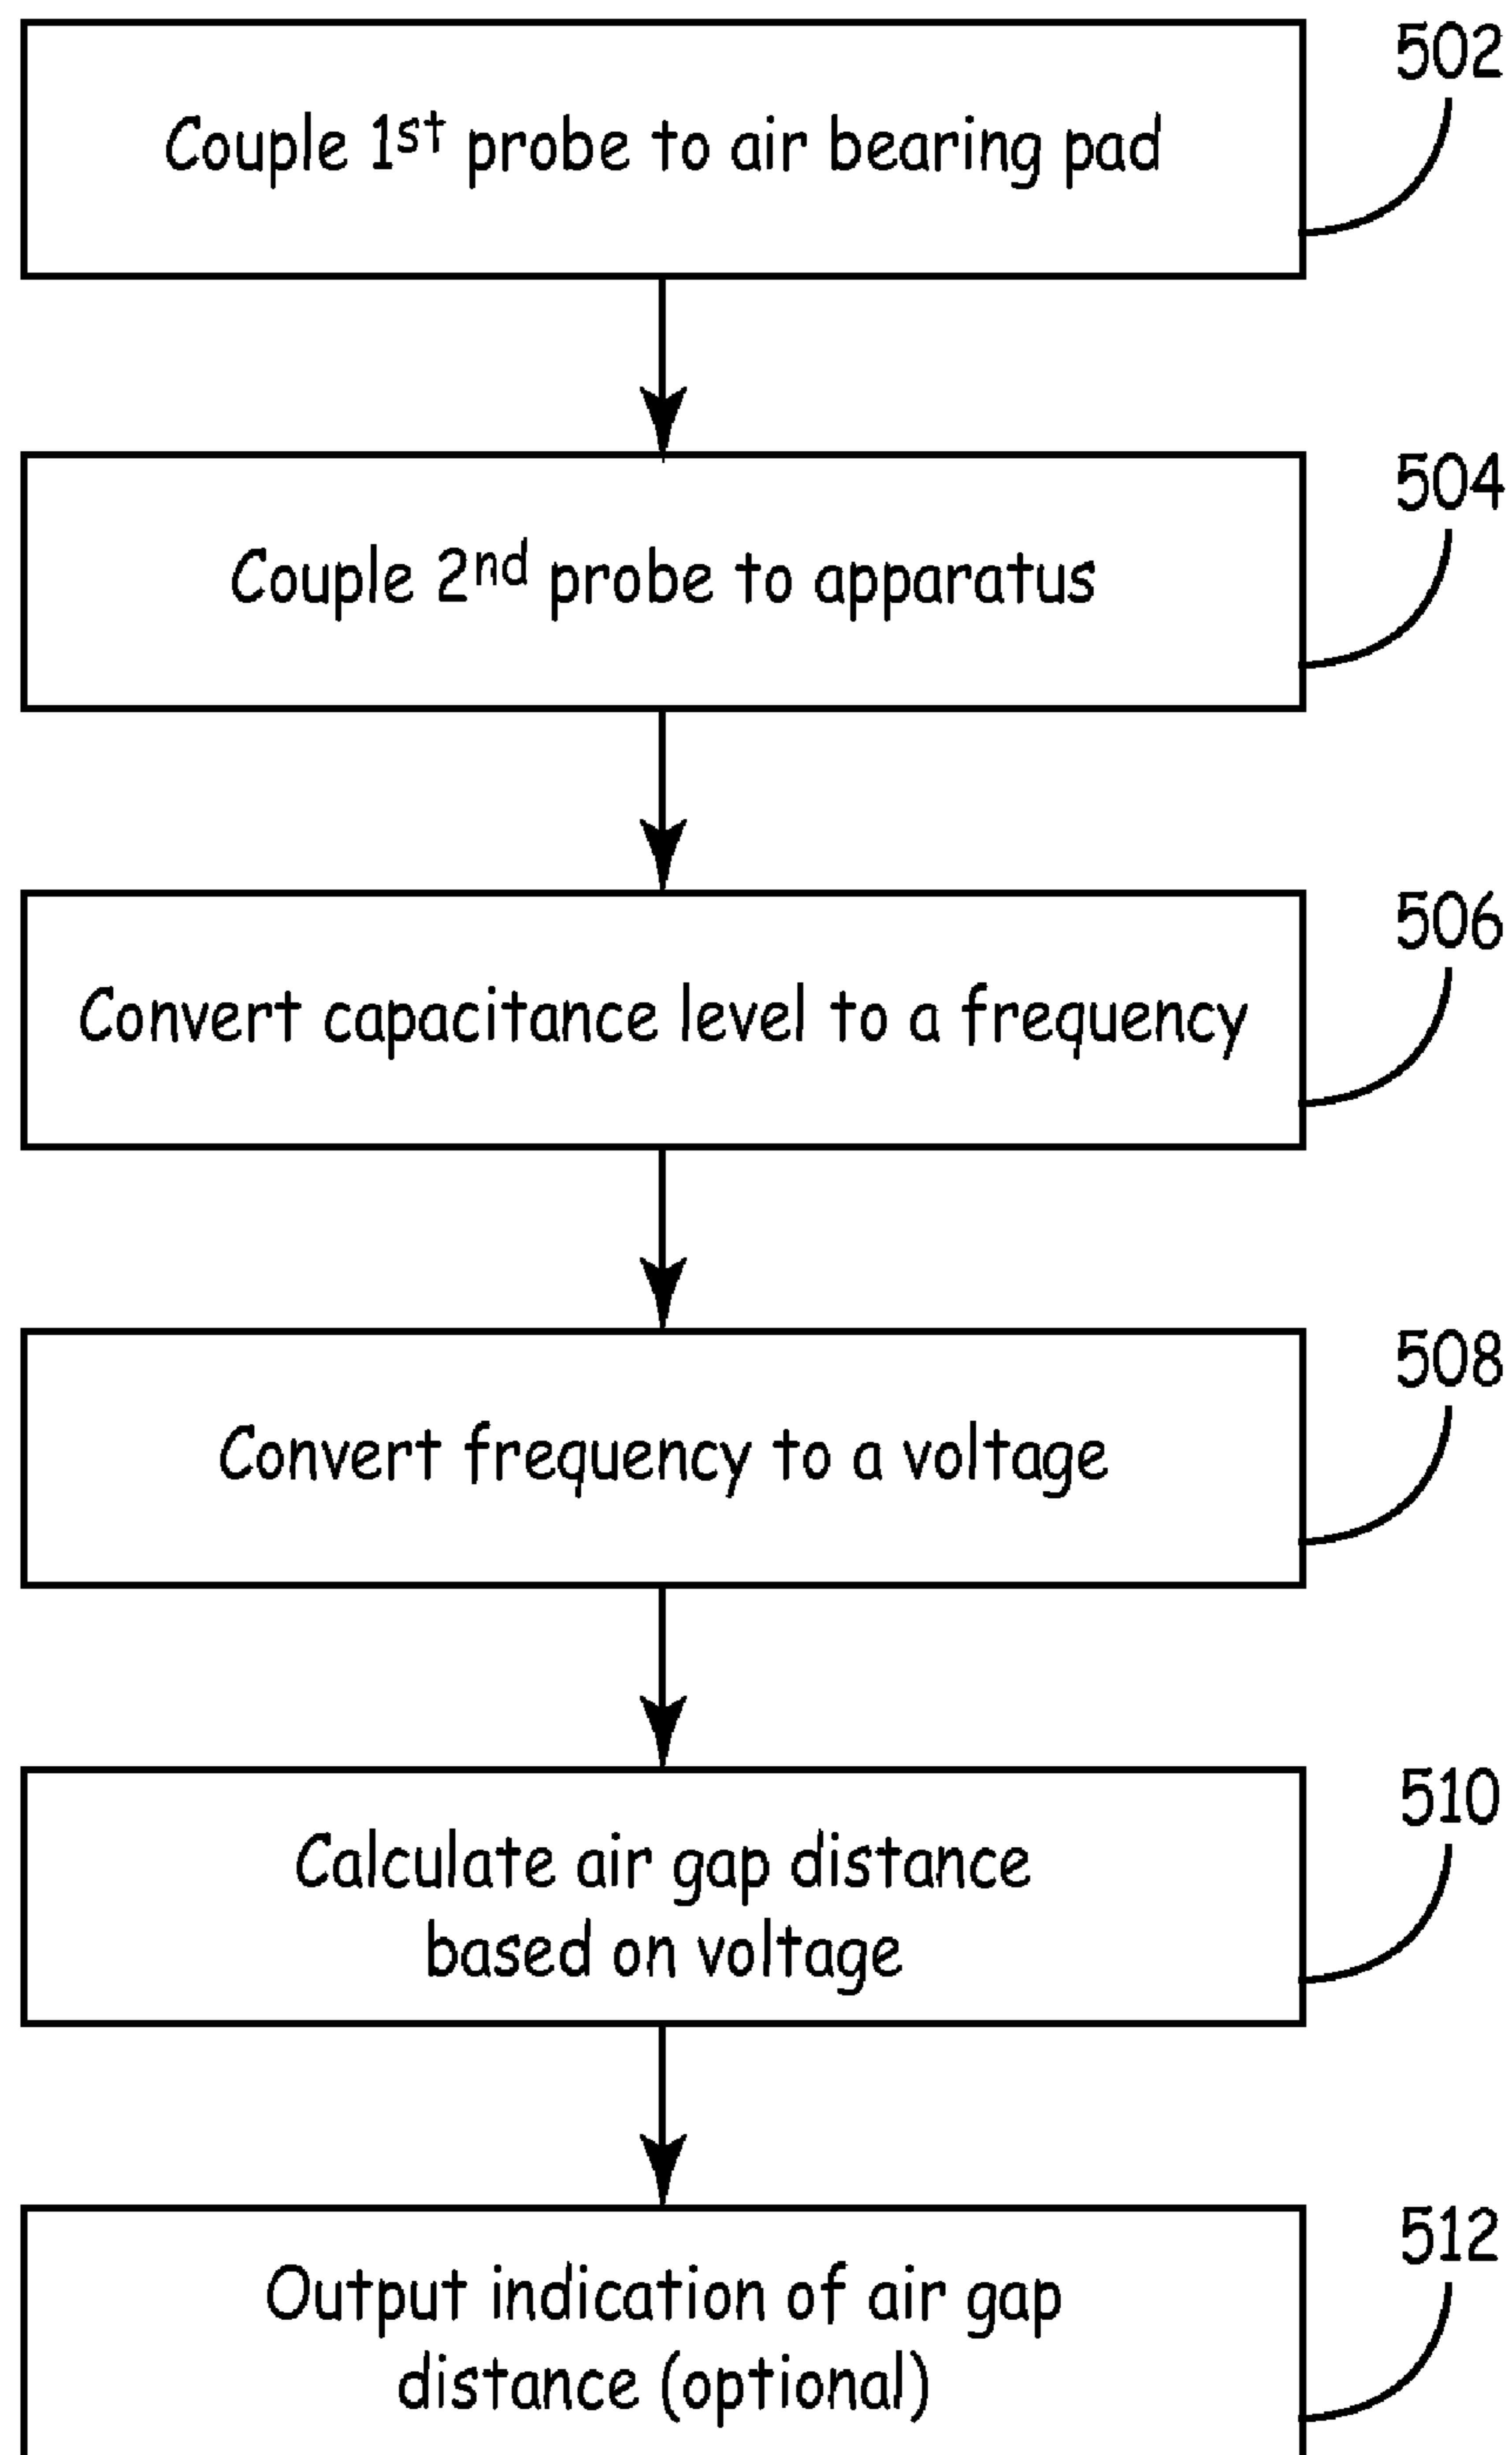 502
Couple 1st probe to air bearing pad
504
Couple 2nd probe to apparatus
506
Convert capacitance level to a frequency
508
Convert frequency to a voltage
510
Calculate air gap distance
based on voltage
512
Output indication of air gap
distance (optional)